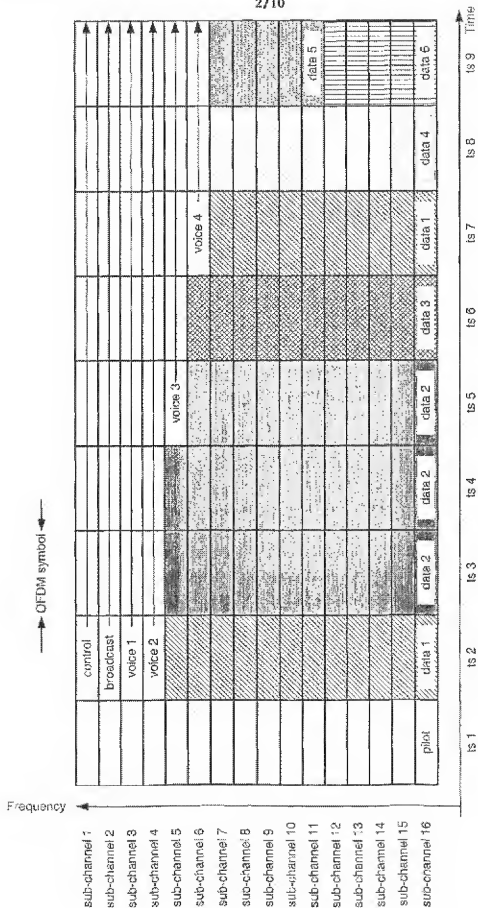 2/10
OFDM symbol
Frequency
sub-channel 1
sub-channel 2
sub-channel 3
sub-channel 4
sub-channel 5
sub-channel 6
sub-channel 7
sub-channel 8
sub-channel 9
sub-channel 10
sub-channel 11
sub-channel 12
sub-channel 13
sub-channel 14
sub-channel 15
sub-channel 16
control
broadcast
voice 1
voice 2
voice 3
voice 4
pilot
data 1
data 2
data 2
data 2
data 3
data 1
data 4
data 5
data 6
ts 1
ts 2
ts 3
ts 4
ts 5
ts 6
ts 7
ts 8
ts 9
Time